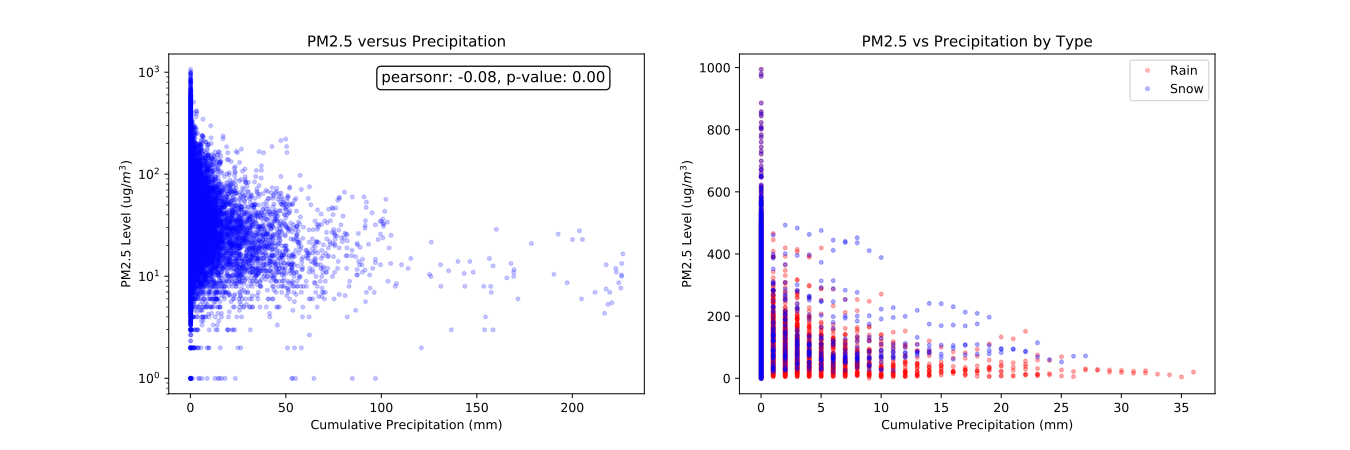 PM2.5 versus Precipitation
pearsonr: -0.08, p-value: 0.00
10³
10²
10¹
10⁰
PM2.5 Level (ug/m³)
0 50 100 150 200
Cumulative Precipitation (mm)
PM2.5 vs Precipitation by Type
Rain
Snow
1000
800
600
400
200
0
PM2.5 Level (ug/m³)
0 5 10 15 20 25 30 35
Cumulative Precipitation (mm)